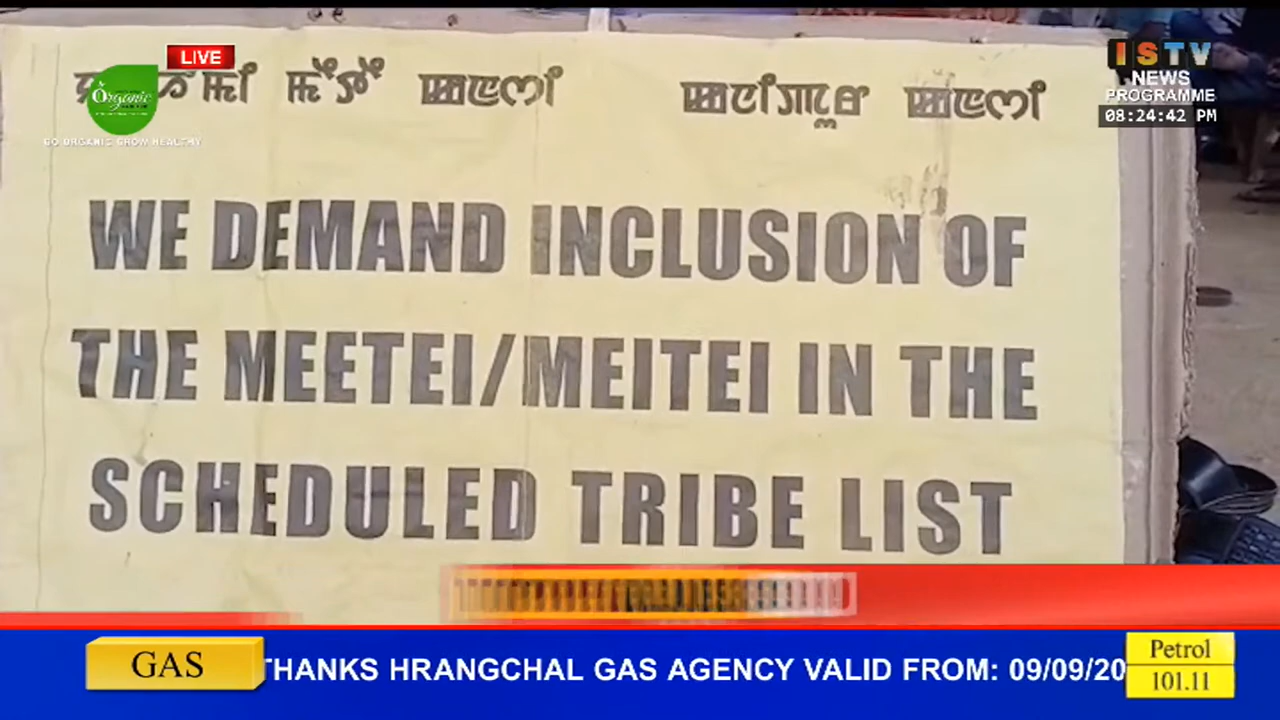 LIVE
Organic
GO ORGANIC GROW HEALTHY
ISTV
NEWS
PROGRAMME
08:24:42 PM
WE DEMAND INCLUSION OF
THE MEETEI/MEITEI IN THE
SCHEDULED TRIBE LIST
GAS
THANKS HRANGCHAL GAS AGENCY VALID FROM: 09/09/20
Petrol
101.11